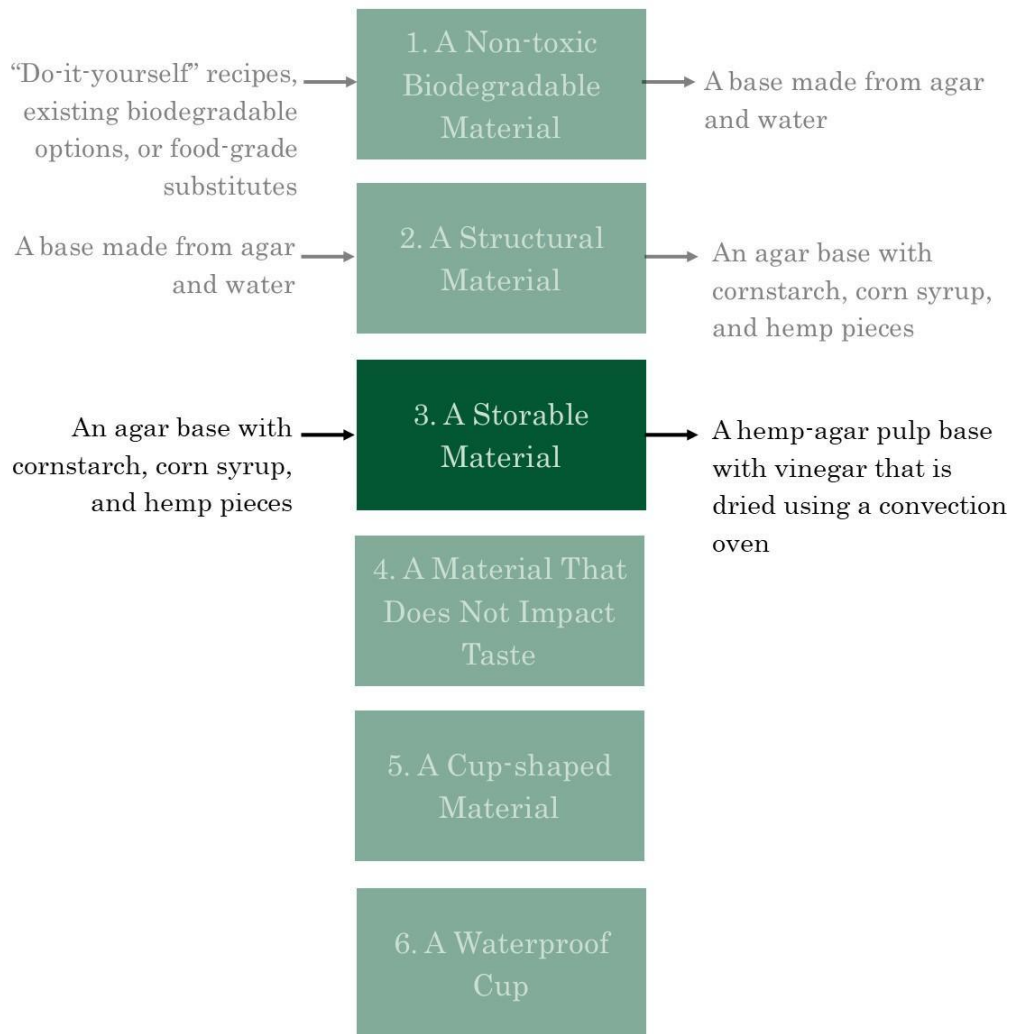 1. A Non-toxic
Biodegradable
Material
“Do-it-yourself” recipes,
existing biodegradable
options, or food-grade
substitutes
A base made from agar
and water
2. A Structural
Material
A base made from agar
and water
An agar base with
cornstarch, corn syrup,
and hemp pieces
3. A Storable
Material
An agar base with
cornstarch, corn syrup,
and hemp pieces
A hemp-agar pulp base
with vinegar that is
dried using a convection
oven
4. A Material That
Does Not Impact
Taste
5. A Cup-shaped
Material
6. A Waterproof
Cup